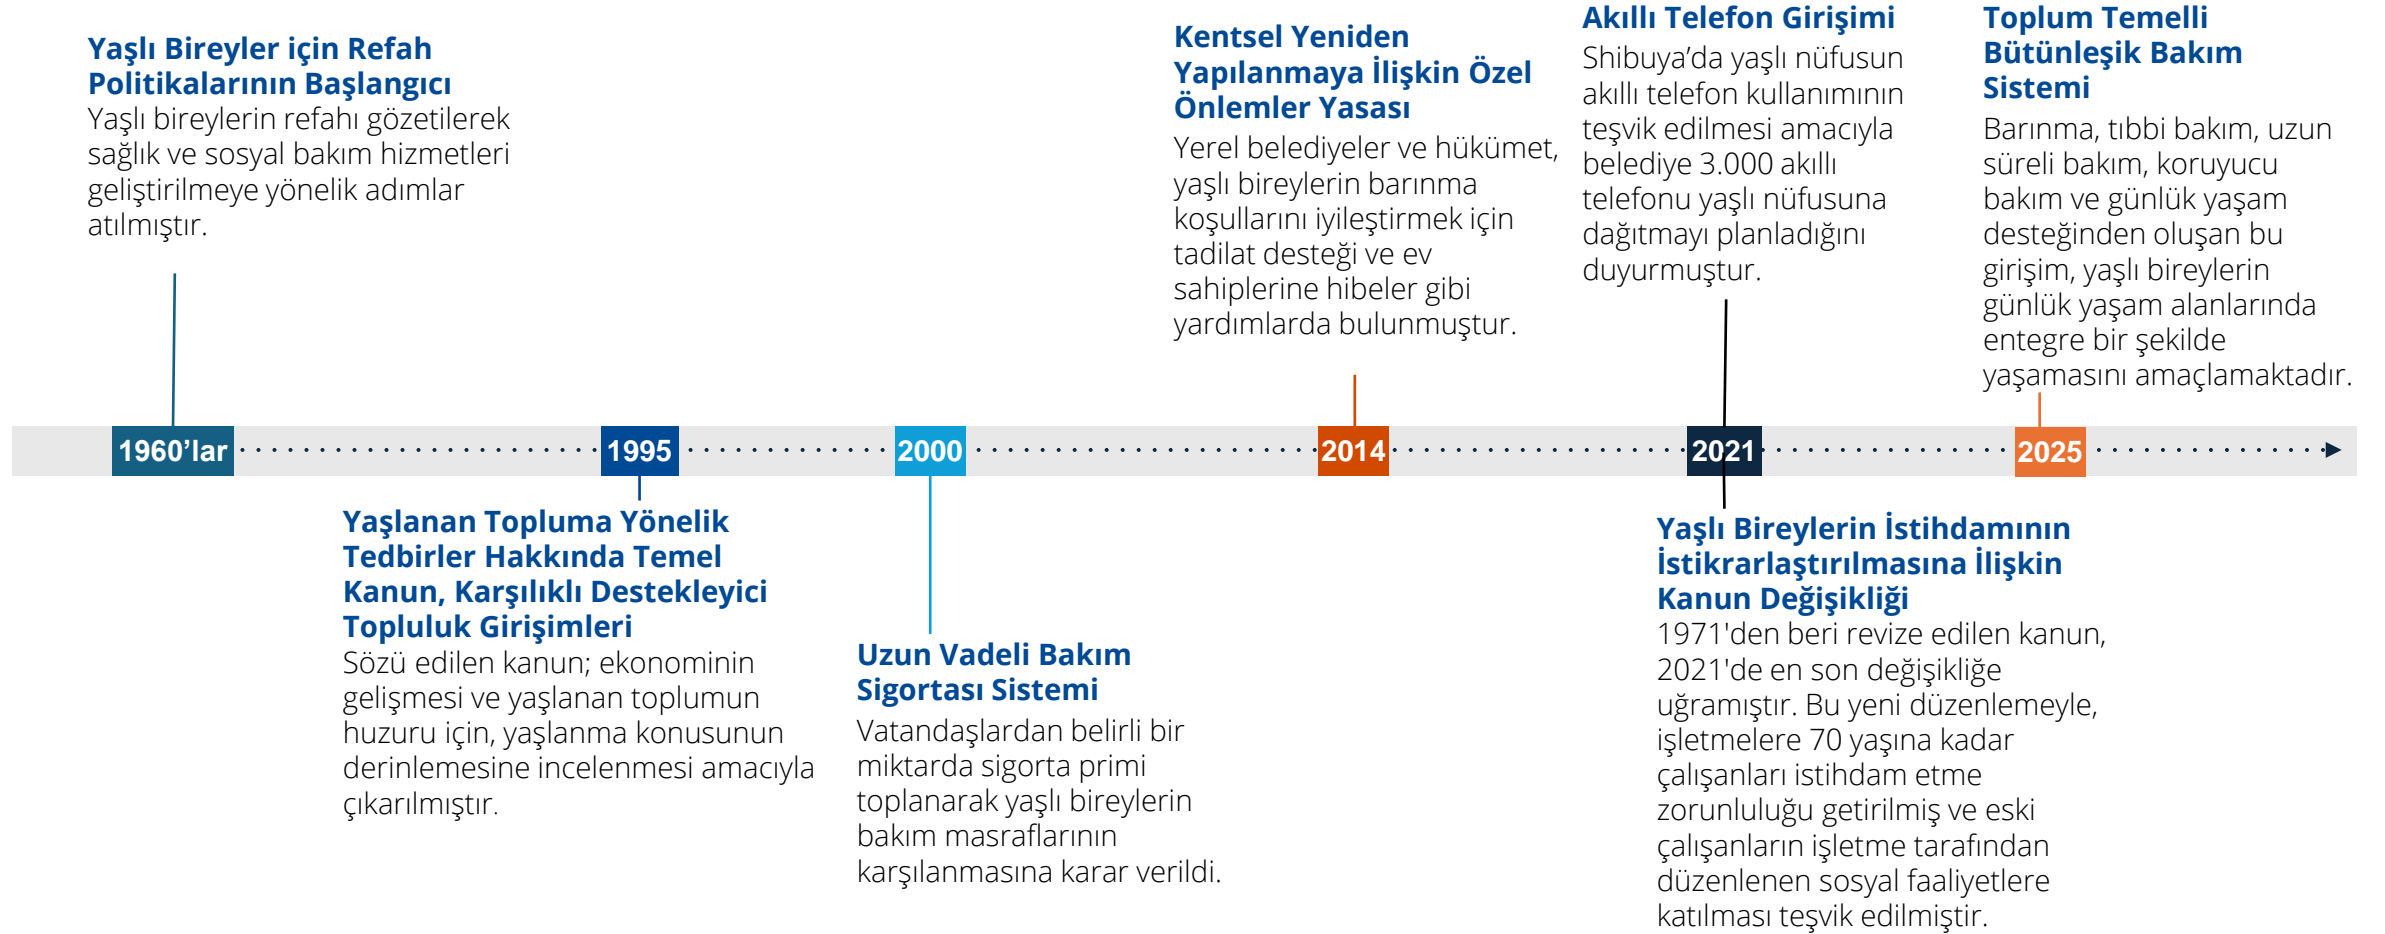 Yaşlı Bireyler için Refah
Politikalarının Başlangıcı
Yaşlı bireylerin refahı gözetilerek
sağlık ve sosyal bakım hizmetleri
geliştirilmeye yönelik adımlar
atılmıştır.
Kentsel Yeniden
Yapılanmaya İlişkin Özel
Önlemler Yasası
Yerel belediyeler ve hükümet,
yaşlı bireylerin barınma
koşullarını iyileştirmek için
tadilat desteği ve ev
sahiplerine hibeler gibi
yardımlarda bulunmuştur.
Akıllı Telefon Girişimi
Shibuya’da yaşlı nüfusun
akıllı telefon kullanımının
teşvik edilmesi amacıyla
belediye 3.000 akıllı
telefonu yaşlı nüfusuna
dağıtmayı planladığını
duyurmuştur.
Toplum Temelli
Bütünleşik Bakım
Sistemi
Barınma, tıbbi bakım, uzun
süreli bakım, koruyucu
bakım ve günlük yaşam
desteğinden oluşan bu
girişim, yaşlı bireylerin
günlük yaşam alanlarında
entegre bir şekilde
yaşamasını amaçlamaktadır.
1960’lar
1995
2000
2014
2021
2025
Yaşlanan Topluma Yönelik
Tedbirler Hakkında Temel
Kanun, Karşılıklı Destekleyici
Topluluk Girişimleri
Sözü edilen kanun; ekonominin
gelişmesi ve yaşlanan toplumun
huzuru için, yaşlanma konusunun
derinlemesine incelenmesi amacıyla
çıkarılmıştır.
Uzun Vadeli Bakım
Sigortası Sistemi
Vatandaşlardan belirli bir
miktarda sigorta primi
toplanarak yaşlı bireylerin
bakım masraflarının
karşılanmasına karar verildi.
Yaşlı Bireylerin İstihdamının
İstikrarlaştırılmasına İlişkin
Kanun Değişikliği
1971'den beri revize edilen kanun,
2021'de en son değişikliğe
uğramıştır. Bu yeni düzenlemeyle,
işletmelere 70 yaşına kadar
çalışanları istihdam etme
zorunluluğu getirilmiş ve eski
çalışanların işletme tarafından
düzenlenen sosyal faaliyetlere
katılması teşvik edilmiştir.